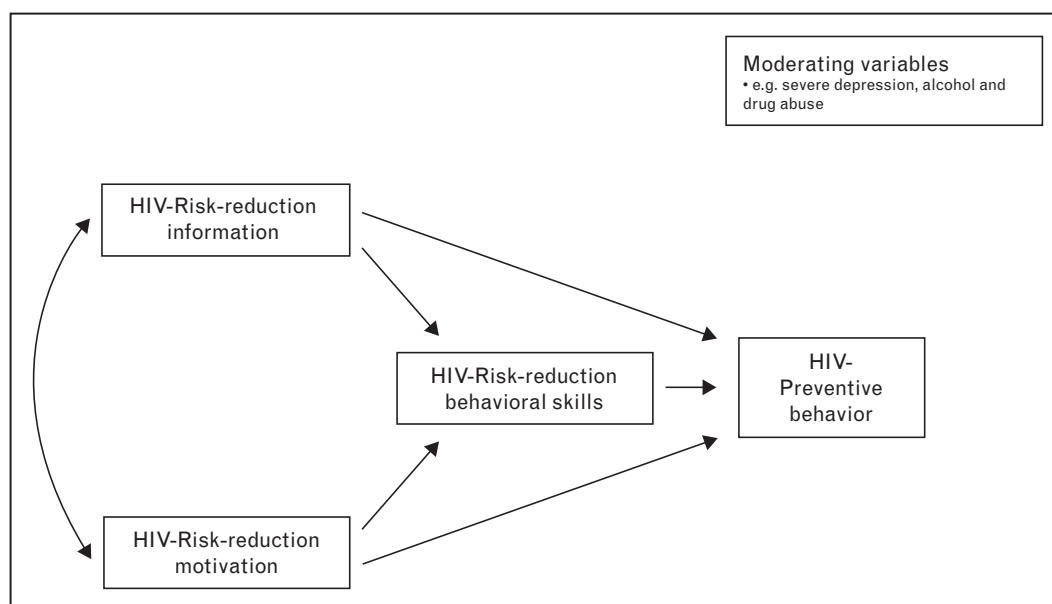 Moderating variables
• e.g. severe depression, alcohol and
drug abuse
HIV-Risk-reduction
information
HIV-Risk-reduction
behavioral skills
HIV-
Preventive
behavior
HIV-Risk-reduction
motivation